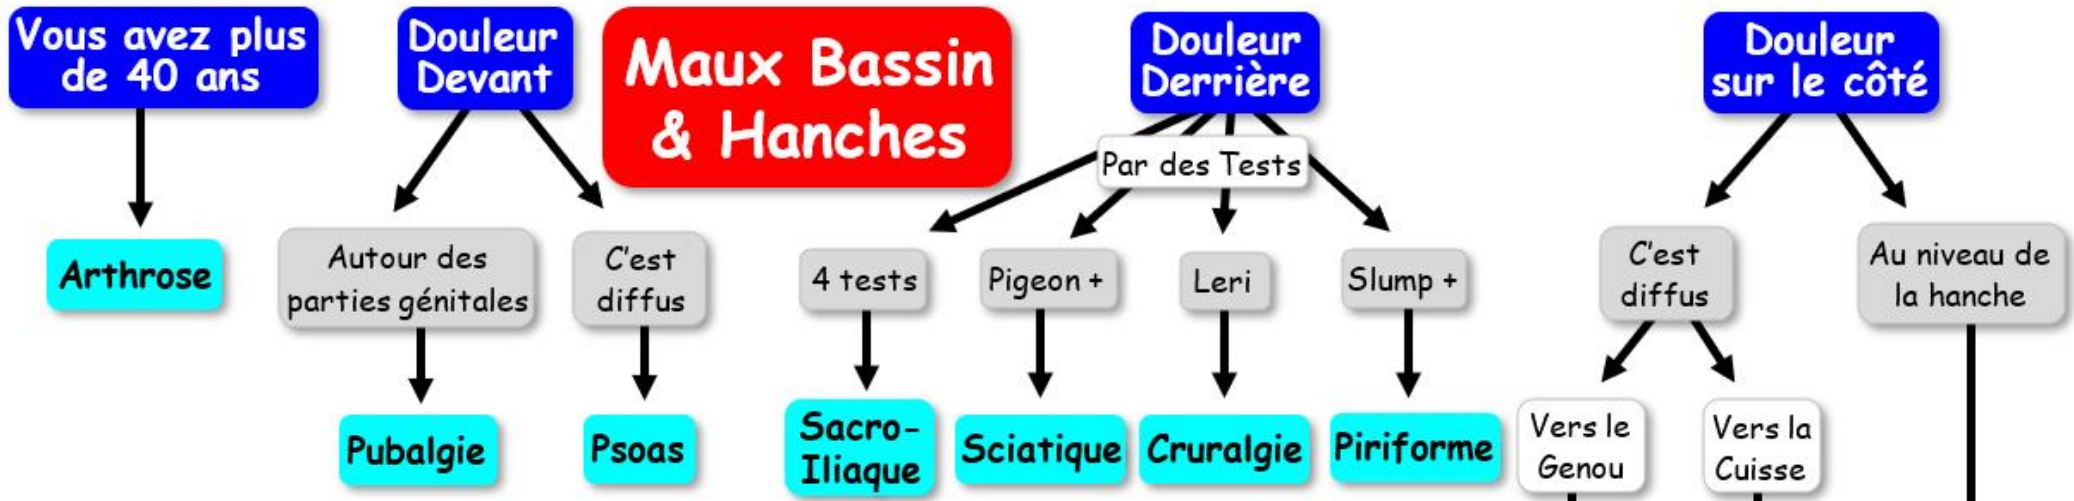 Vous avez plus
de 40 ans
Douleur
Devant
Maux Bassin
& Hanches
Douleur
Derrière
Douleur
sur le côté
Par des Tests
Arthrose
Autour des
parties génitales
C'est
diffus
4 tests
Pigeon +
Leri
Slump +
C'est
diffus
Au niveau de
la hanche
Pubalgie
Psoas
Sacro-
Iliaque
Sciatique
Cruralgie
Piriforme
Vers le
Genou
Vers la
Cuisse